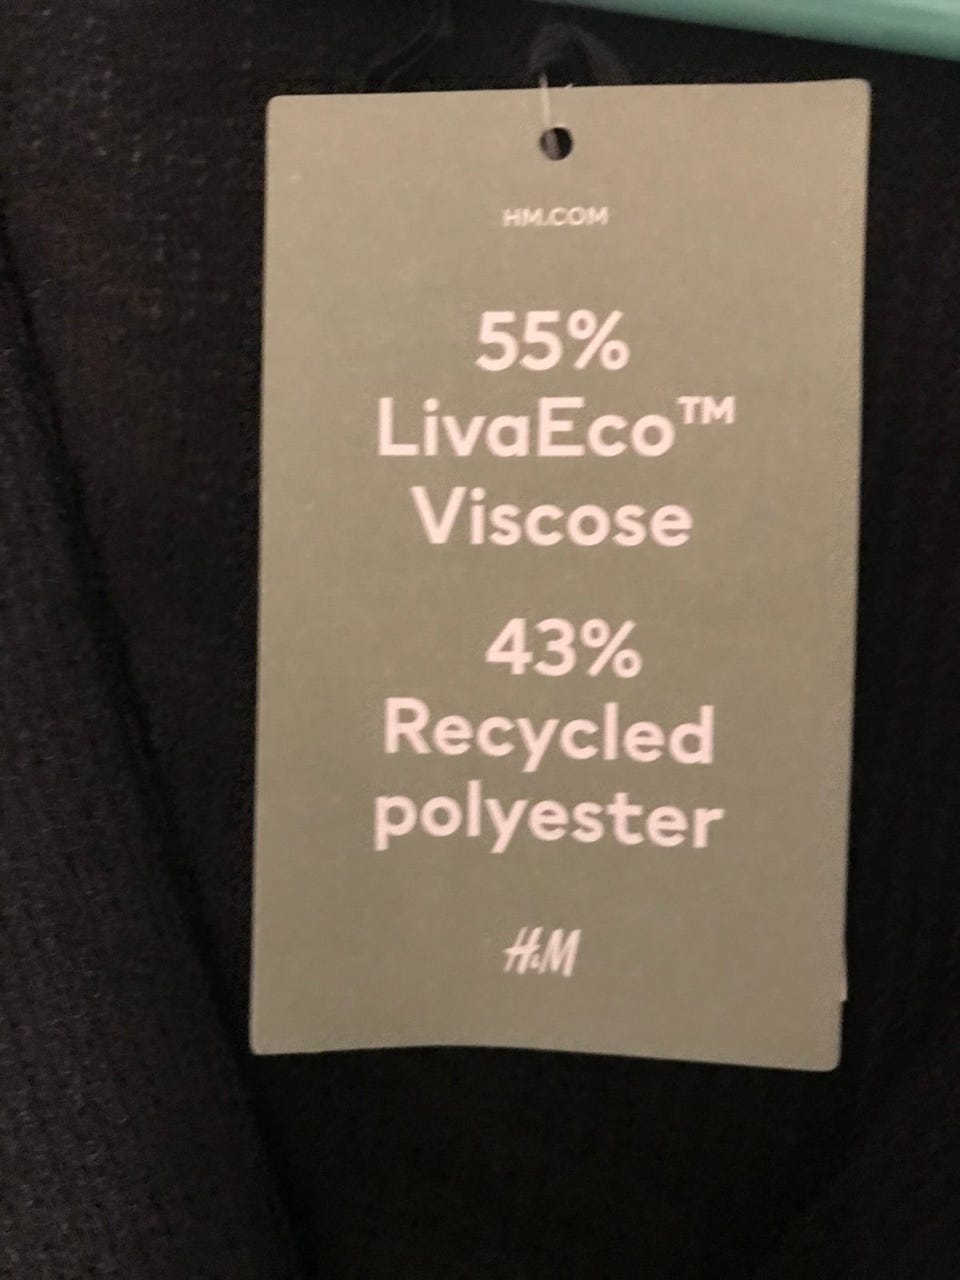 HM.COM
55%
LivaEco™
Viscose
43%
Recycled
polyester
H&M